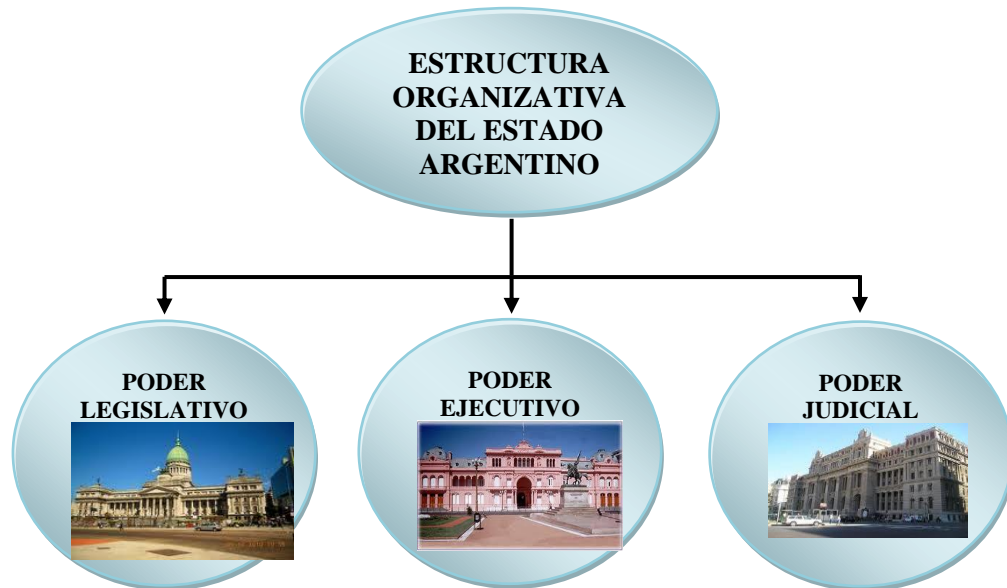 ESTRUCTURA
ORGANIZATIVA
DEL ESTADO
ARGENTINO
PODER
LEGISLATIVO
PODER
EJECUTIVO
PODER
JUDICIAL